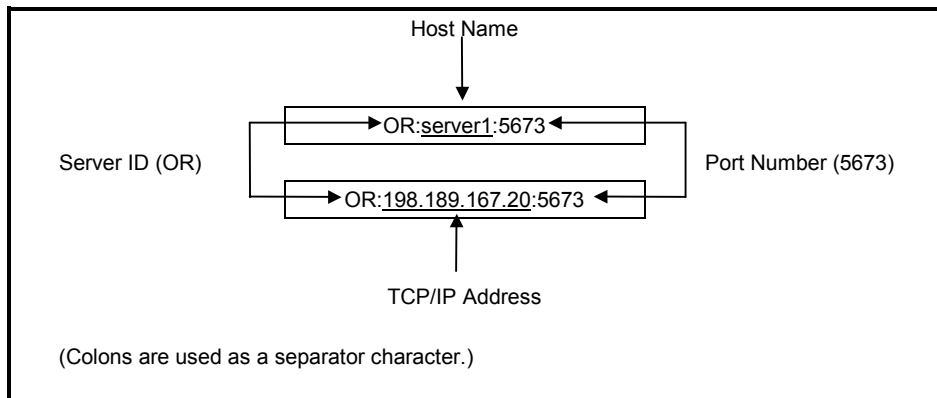 Host Name
OR:server1:5673
Server ID (OR)
Port Number (5673)
OR:198.189.167.20:5673
TCP/IP Address
(Colons are used as a separator character.)